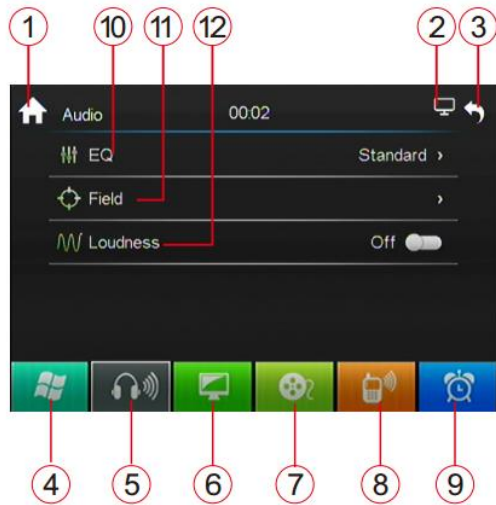 1 10 11 12 2 3
Audio 00:02
EQ Standard ›
Field ›
Loudness Off
4 5 6 7 8 9